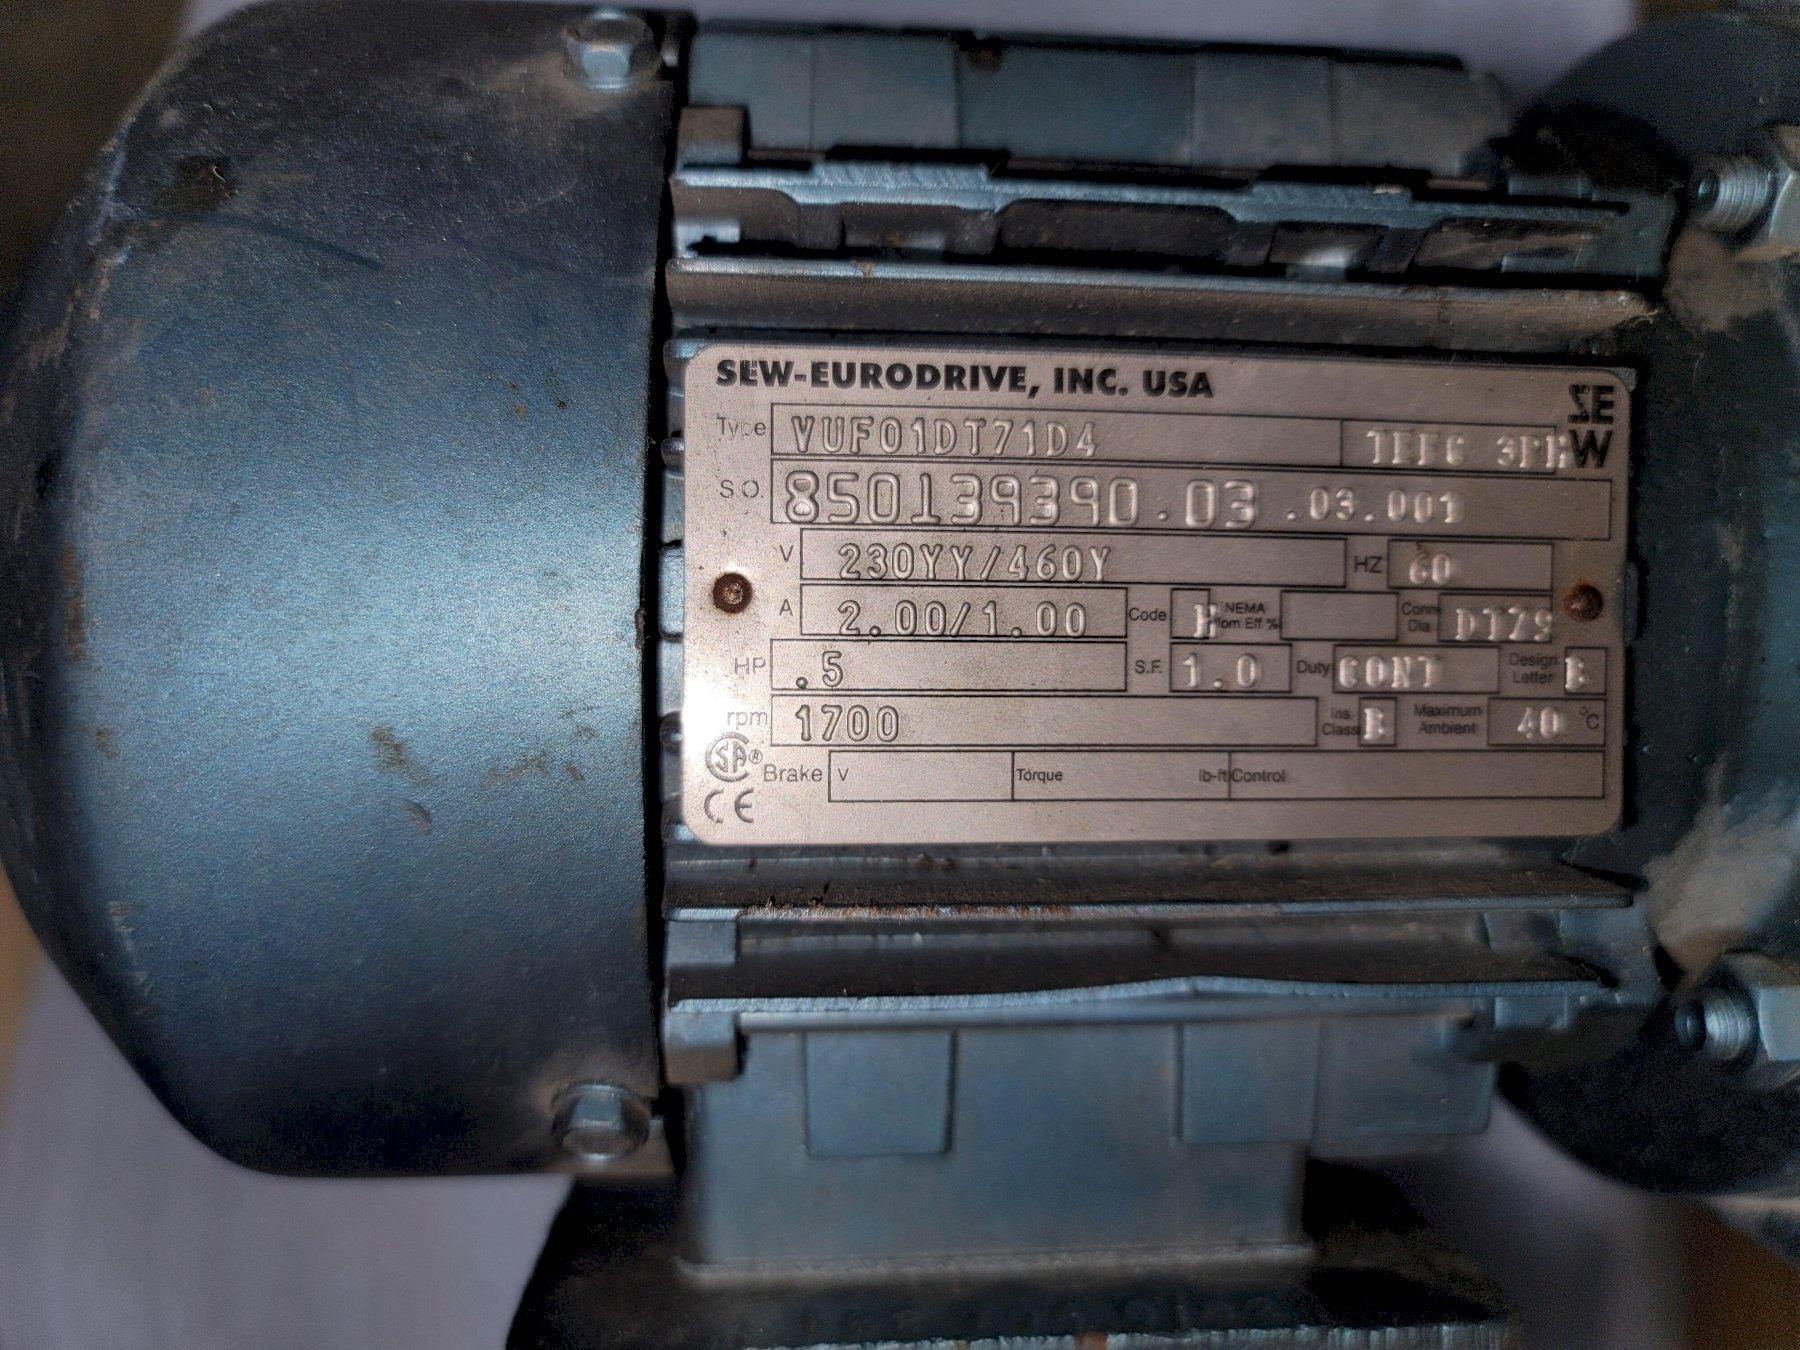 SEW-EURODRIVE, INC. USA
SEW
Type VUF01DT71D4 TEFC 3PH
S.O. 850139390.03.03.001
V 230YY/460Y HZ 60
A 2.00/1.00 Code H NEMA Nom Eff % Conn Dia DT79
HP .5 S.F. 1.0 Duty CONT Design Letter B
rpm 1700 Ins Class B Maximum Ambient 40 °C
SA® Brake V Torque lb-ft Control
CE